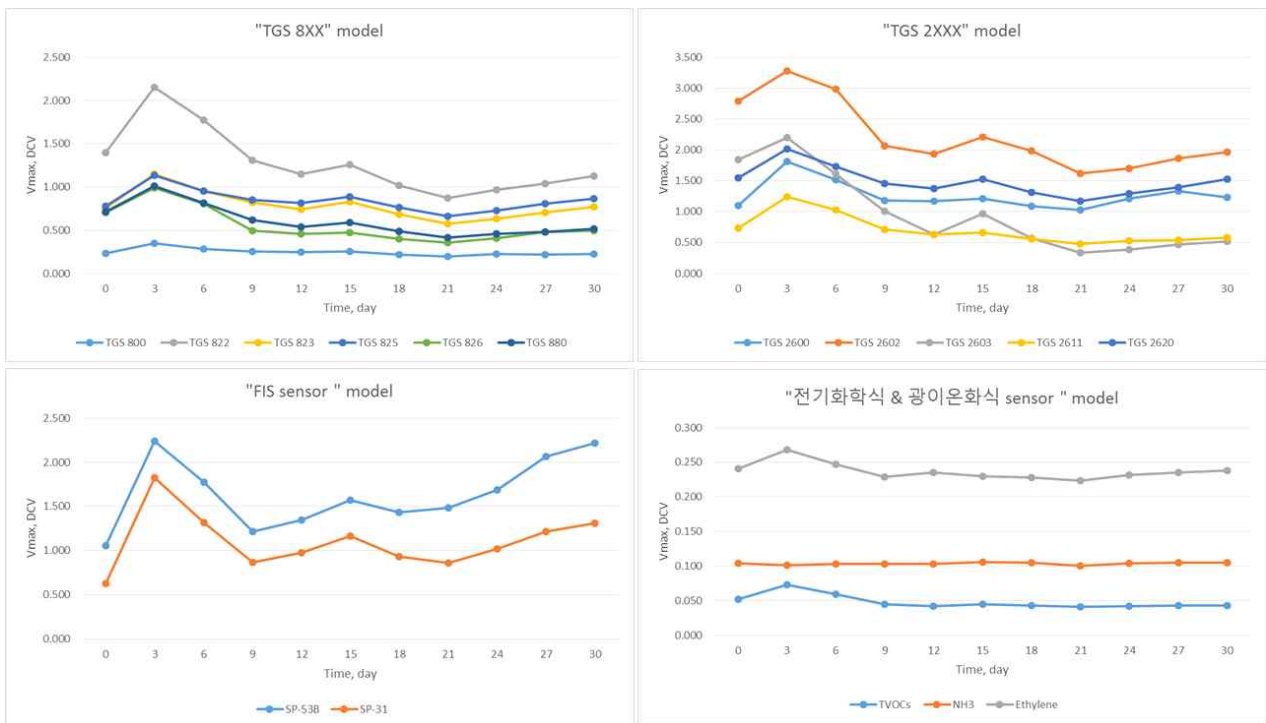 "TGS 8XX" model
Vmax, DCV
2.500
2.000
1.500
1.000
0.500
0.000
0 3 6 9 12 15 18 21 24 27 30
Time, day
TGS 800 TGS 822 TGS 823 TGS 825 TGS 826 TGS 880
"TGS 2XXX" model
Vmax, DCV
3.500
3.000
2.500
2.000
1.500
1.000
0.500
0.000
0 3 6 9 12 15 18 21 24 27 30
Time, day
TGS 2600 TGS 2602 TGS 2603 TGS 2611 TGS 2620
"FIS sensor " model
Vmax, DCV
2.500
2.000
1.500
1.000
0.500
0.000
0 3 6 9 12 15 18 21 24 27 30
Time, day
SP-53B SP-31
"전기화학식 & 광이온화식 sensor " model
Vmax, DCV
0.300
0.250
0.200
0.150
0.100
0.050
0.000
0 3 6 9 12 15 18 21 24 27 30
Time, day
TVOCs NH3 Ethylene